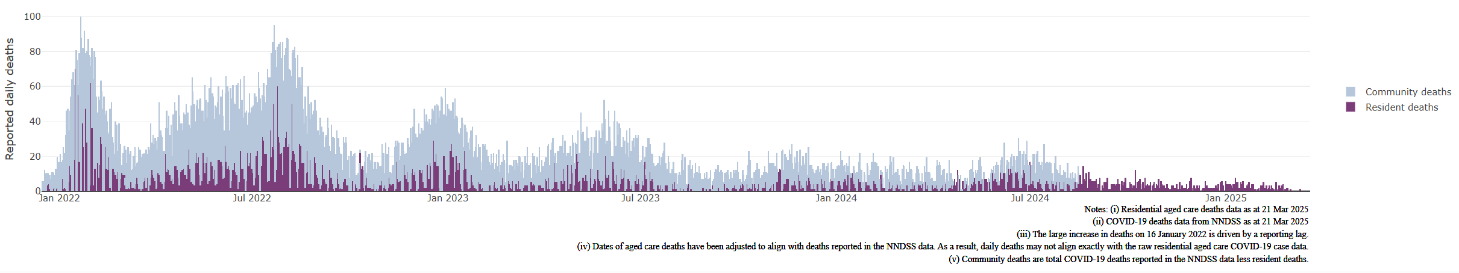 Reported daily deaths
100
80
60
40
20
0
Jan 2022
Jul 2022
Jan 2023
Jul 2023
Jan 2024
Jul 2024
Jan 2025
Community deaths
Resident deaths
Notes: (i) Residential aged care deaths data as at 21 Mar 2025
(ii) COVID-19 deaths data from NNDSS as at 21 Mar 2025
(iii) The large increase in deaths on 16 January 2022 is driven by a reporting lag.
(iv) Dates of aged care deaths have been adjusted to align with deaths reported in the NNDSS data. As a result, daily deaths may not align exactly with the raw residential aged care COVID-19 case data.
(v) Community deaths are total COVID-19 deaths reported in the NNDSS data less resident deaths.